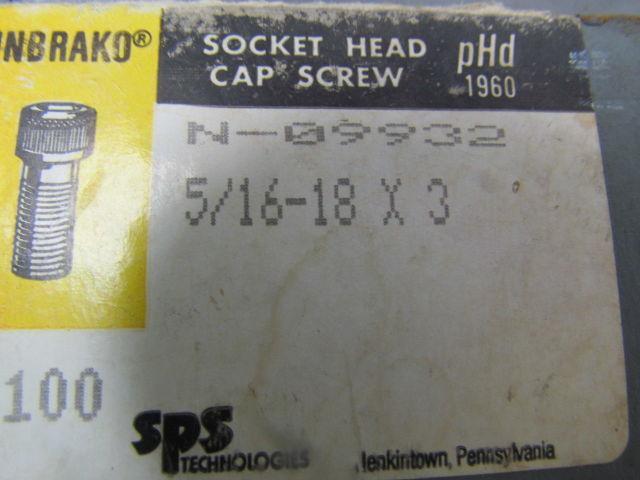 NBRAKO®
SOCKET HEAD
CAP SCREW
pHd
1960
N-09932
5/16-18 X 3
100
sps
TECHNOLOGIES
Jenkintown, Pennsylvania